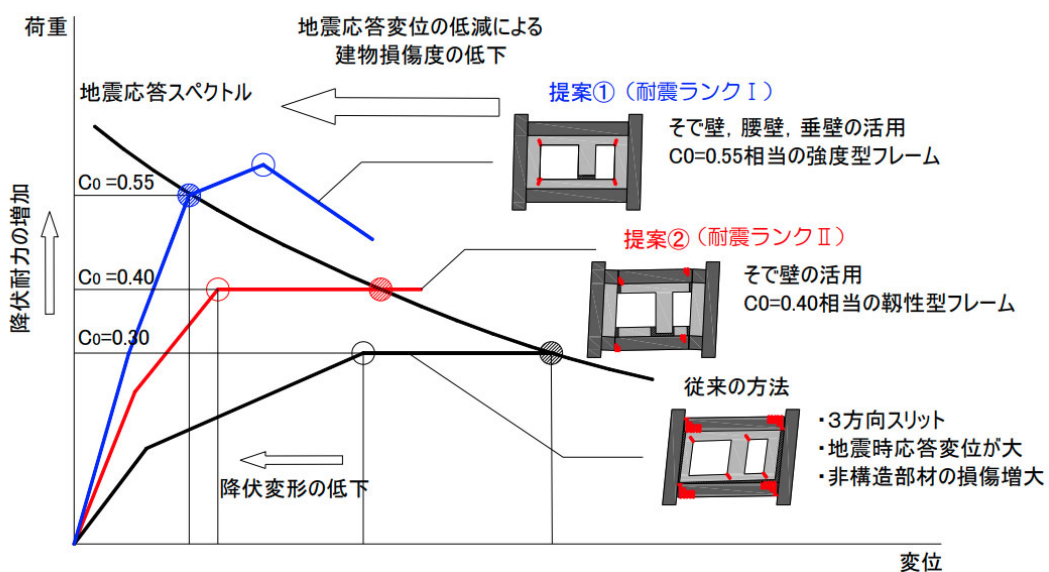 荷重
地震応答変位の低減による
建物損傷度の低下
地震応答スペクトル
提案①（耐震ランクⅠ）
そで壁，腰壁，垂壁の活用
C0=0.55相当の強度型フレーム
C0 =0.55
降伏耐力の増加
提案②（耐震ランクⅡ）
C0 =0.40
そで壁の活用
C0=0.40相当の靱性型フレーム
C0=0.30
従来の方法
・3方向スリット
・地震時応答変位が大
・非構造部材の損傷増大
降伏変形の低下
変位